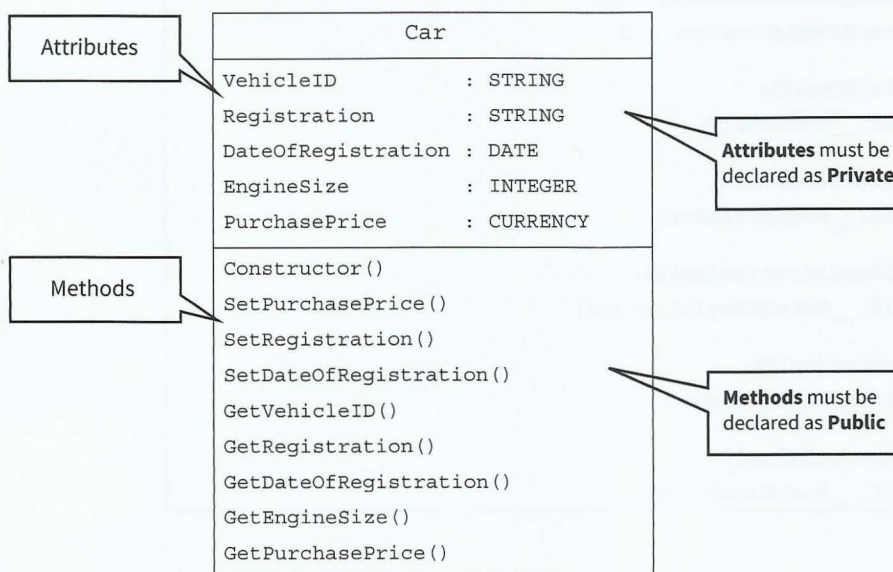 Attributes
Car
VehicleID : STRING
Registration : STRING
DateOfRegistration : DATE
EngineSize : INTEGER
PurchasePrice : CURRENCY
Attributes must be
declared as Private
Methods
Constructor()
SetPurchasePrice()
SetRegistration()
SetDateOfRegistration()
GetVehicleID()
GetRegistration()
GetDateOfRegistration()
GetEngineSize()
GetPurchasePrice()
Methods must be
declared as Public